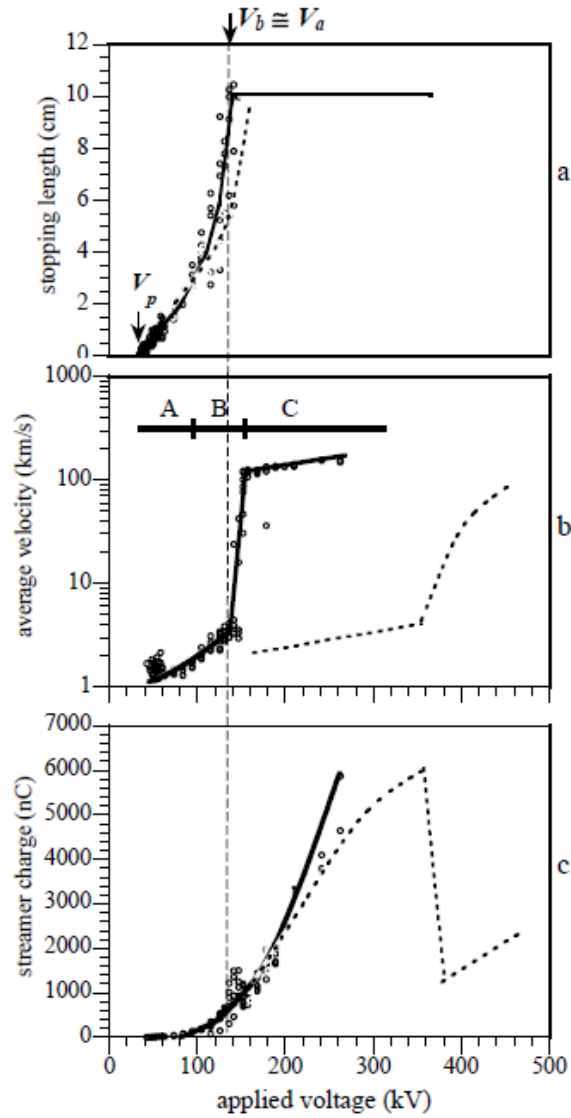 V_b ≅ V_a
12
10
8
6
4
2
0
stopping length (cm)
V_p
a
1000
100
10
1
average velocity (km/s)
A B C
b
7000
6000
5000
4000
3000
2000
1000
0
streamer charge (nC)
c
0 100 200 300 400 500
applied voltage (kV)